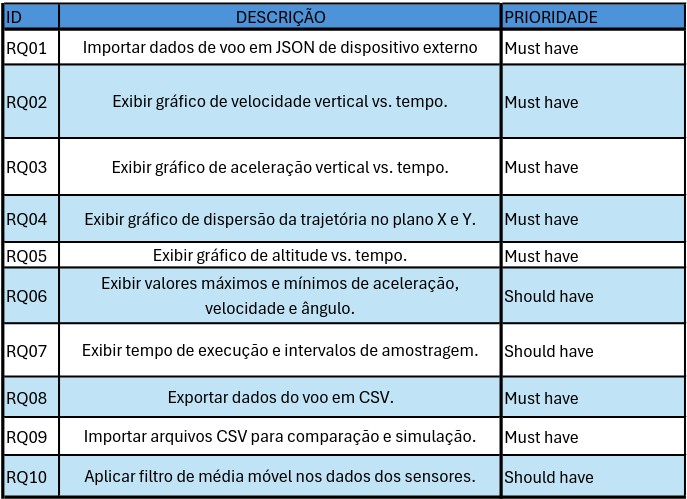 ID DESCRIÇÃO PRIORIDADE
RQ01 Importar dados de voo em JSON de dispositivo externo Must have
RQ02 Exibir gráfico de velocidade vertical vs. tempo. Must have
RQ03 Exibir gráfico de aceleração vertical vs. tempo. Must have
RQ04 Exibir gráfico de dispersão da trajetória no plano X e Y. Must have
RQ05 Exibir gráfico de altitude vs. tempo. Must have
RQ06 Exibir valores máximos e mínimos de aceleração,
velocidade e ângulo. Should have
RQ07 Exibir tempo de execução e intervalos de amostragem. Should have
RQ08 Exportar dados do voo em CSV. Must have
RQ09 Importar arquivos CSV para comparação e simulação. Must have
RQ10 Aplicar filtro de média móvel nos dados dos sensores. Should have